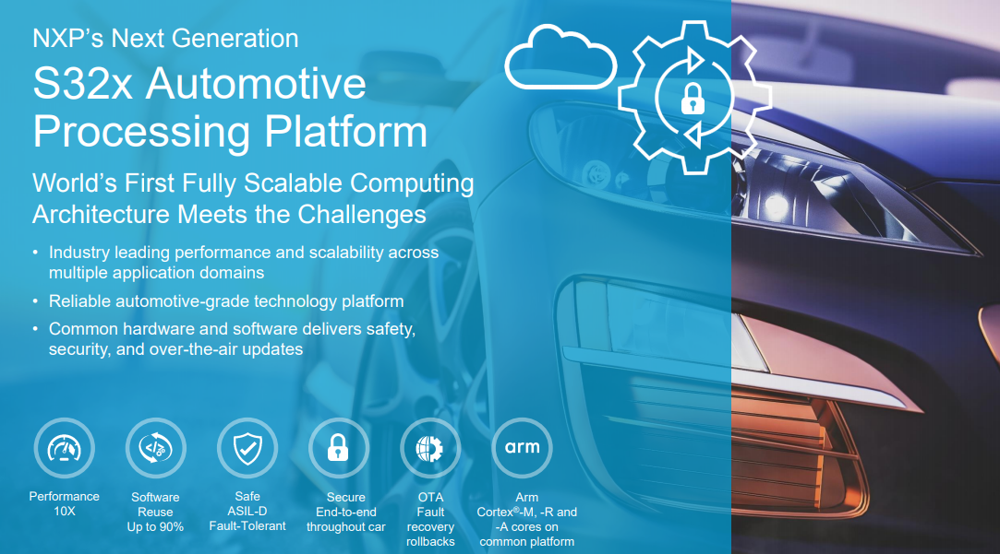 NXP’s Next Generation
S32x Automotive
Processing Platform
World’s First Fully Scalable Computing
Architecture Meets the Challenges
• Industry leading performance and scalability across
multiple application domains
• Reliable automotive-grade technology platform
• Common hardware and software delivers safety,
security, and over-the-air updates
</>
arm
Performance
10X
Software
Reuse
Up to 90%
Safe
ASIL-D
Fault-Tolerant
Secure
End-to-end
throughout car
OTA
Fault
recovery
rollbacks
Arm
Cortex®-M, -R and
-A cores on
common platform